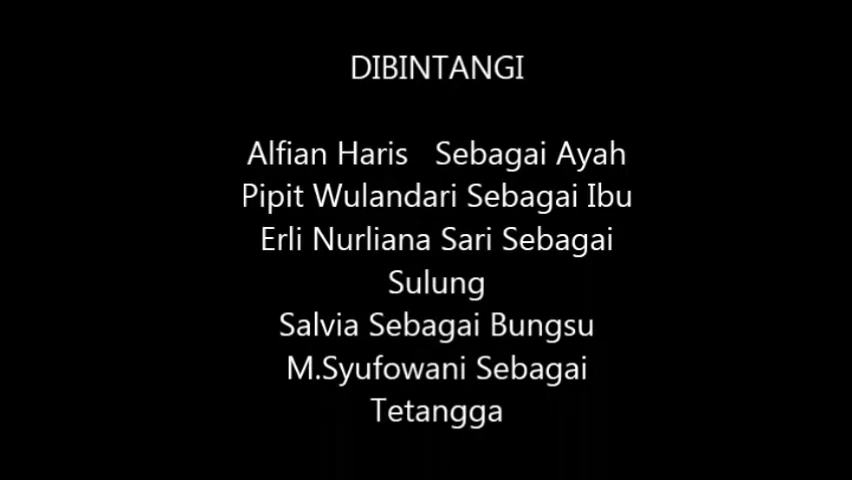 DIBINTANGI
Alfian Haris Sebagai Ayah
Pipit Wulandari Sebagai Ibu
Erli Nurliana Sari Sebagai
Sulung
Salvia Sebagai Bungsu
M.Syufowani Sebagai
Tetangga